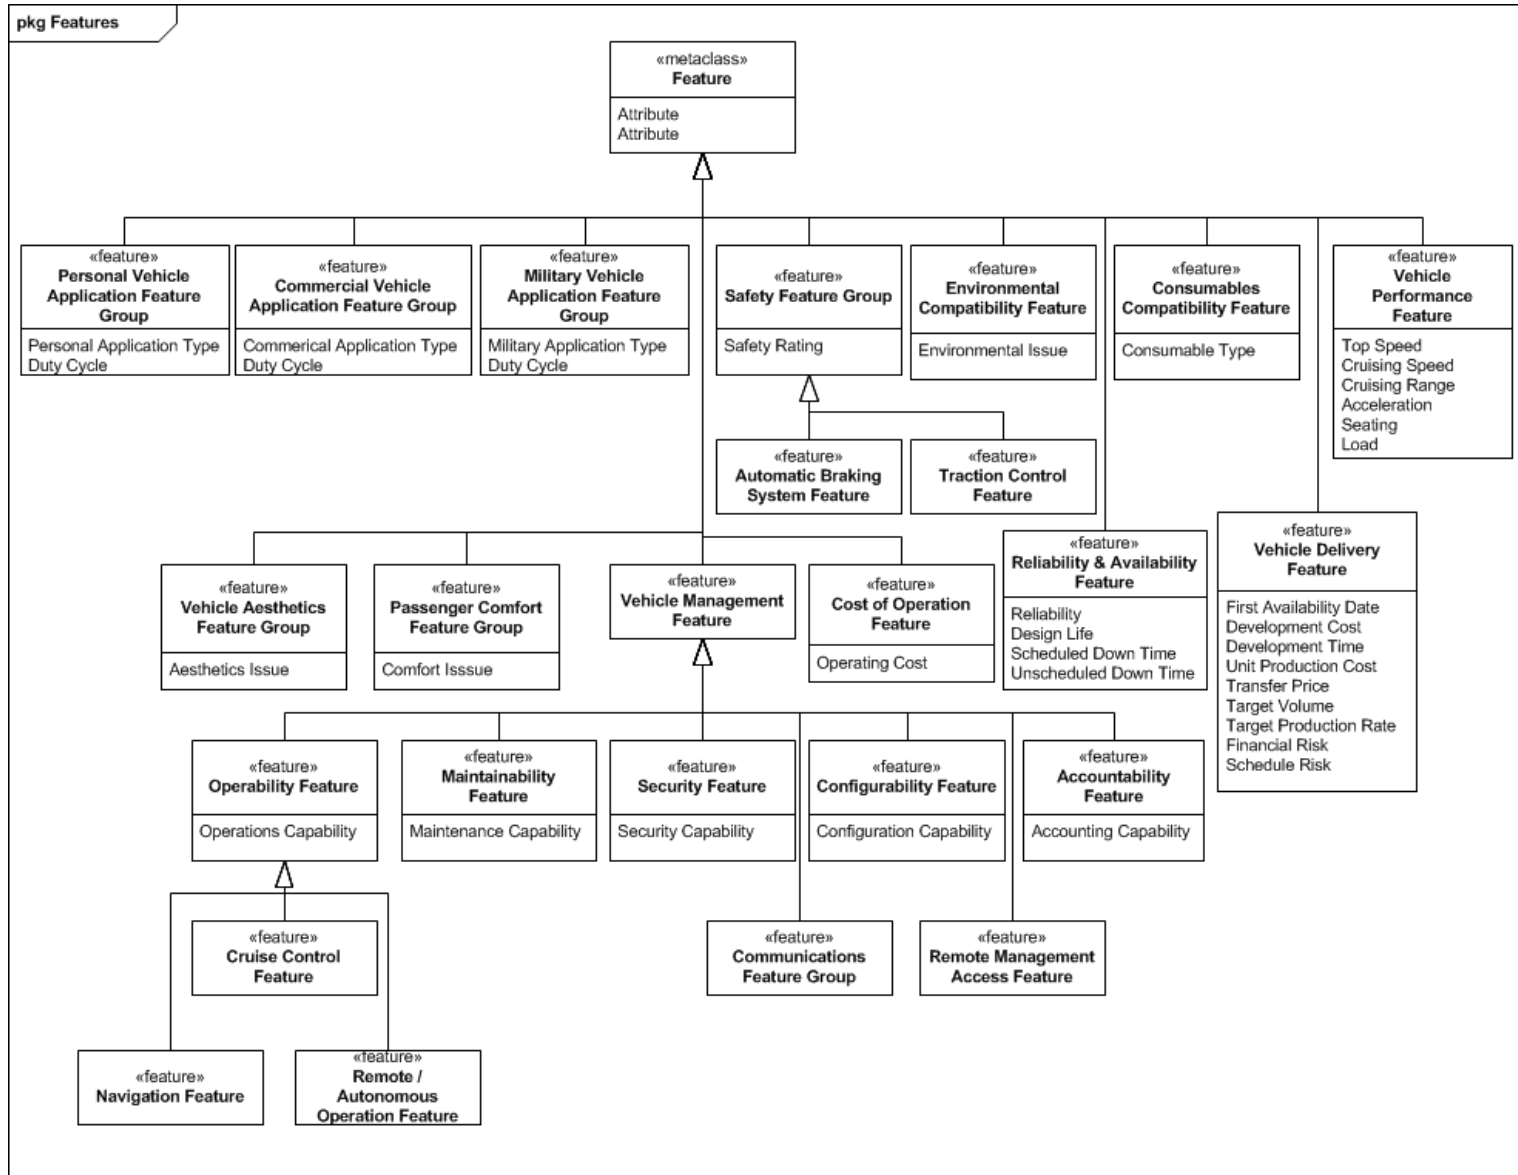 pkg Features
«metaclass»
Feature
Attribute
Attribute
«feature»
Personal Vehicle
Application Feature
Group
Personal Application Type
Duty Cycle
«feature»
Commercial Vehicle
Application Feature Group
Commerical Application Type
Duty Cycle
«feature»
Military Vehicle
Application Feature
Group
Military Application Type
Duty Cycle
«feature»
Safety Feature Group
Safety Rating
«feature»
Environmental
Compatibility Feature
Environmental Issue
«feature»
Consumables
Compatibility Feature
Consumable Type
«feature»
Vehicle
Performance
Feature
Top Speed
Cruising Speed
Cruising Range
Acceleration
Seating
Load
«feature»
Automatic Braking
System Feature
«feature»
Traction Control
Feature
«feature»
Vehicle Aesthetics
Feature Group
Aesthetics Issue
«feature»
Passenger Comfort
Feature Group
Comfort Isssue
«feature»
Vehicle Management
Feature
«feature»
Cost of Operation
Feature
Operating Cost
«feature»
Reliability & Availability
Feature
Reliability
Design Life
Scheduled Down Time
Unscheduled Down Time
«feature»
Vehicle Delivery
Feature
First Availability Date
Development Cost
Development Time
Unit Production Cost
Transfer Price
Target Volume
Target Production Rate
Financial Risk
Schedule Risk
«feature»
Operability Feature
Operations Capability
«feature»
Maintainability
Feature
Maintenance Capability
«feature»
Security Feature
Security Capability
«feature»
Configurability Feature
Configuration Capability
«feature»
Accountability
Feature
Accounting Capability
«feature»
Cruise Control
Feature
«feature»
Communications
Feature Group
«feature»
Remote Management
Access Feature
«feature»
Navigation Feature
«feature»
Remote /
Autonomous
Operation Feature